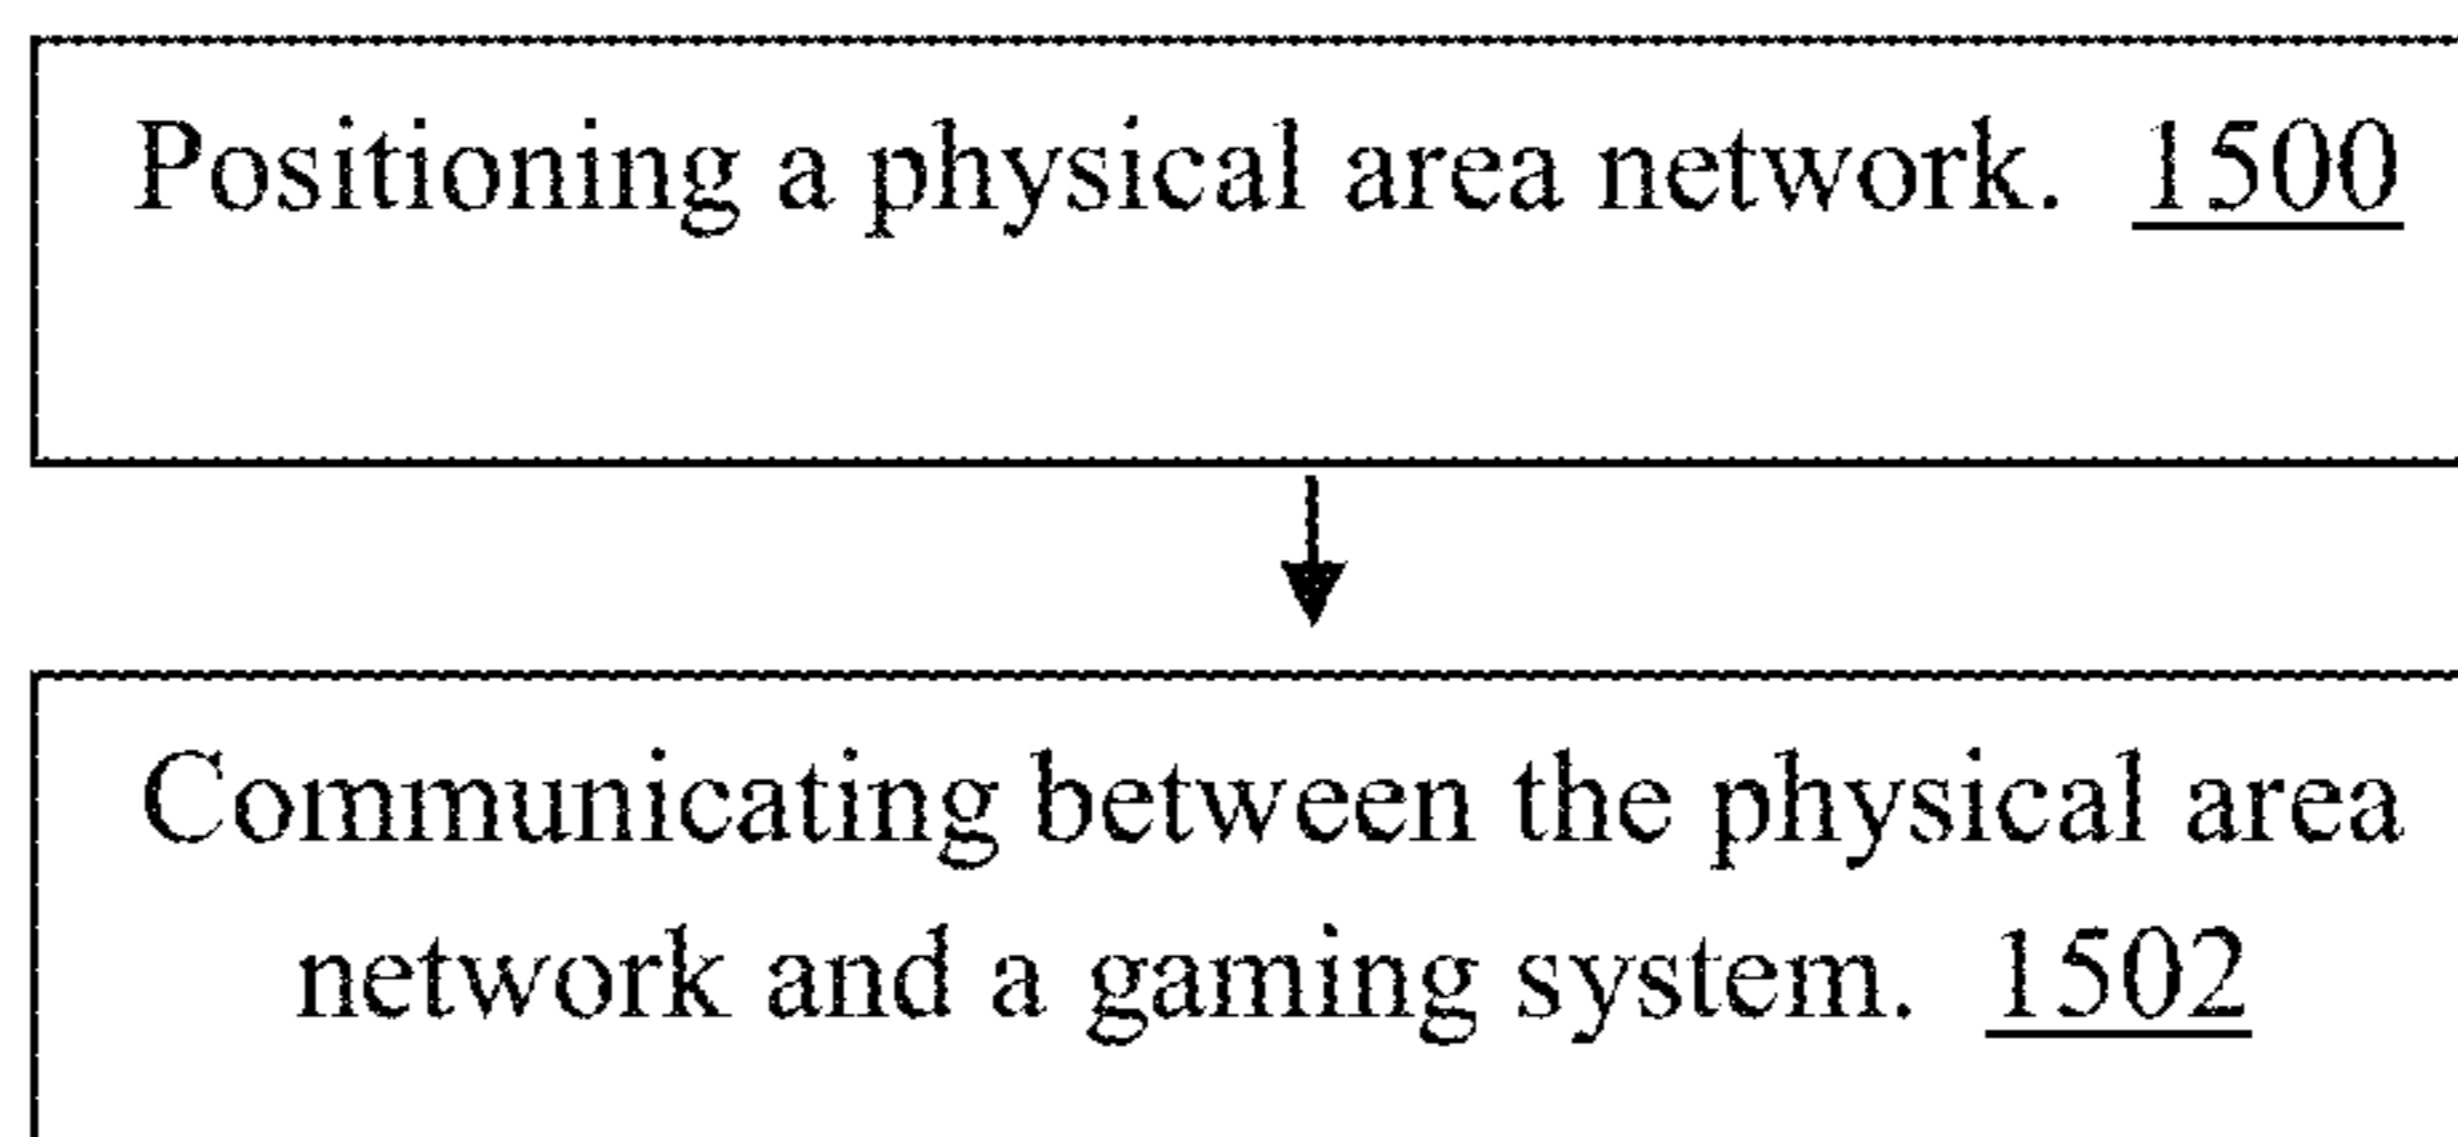 Positioning a physical area network. 1500
Communicating between the physical area
network and a gaming system. 1502